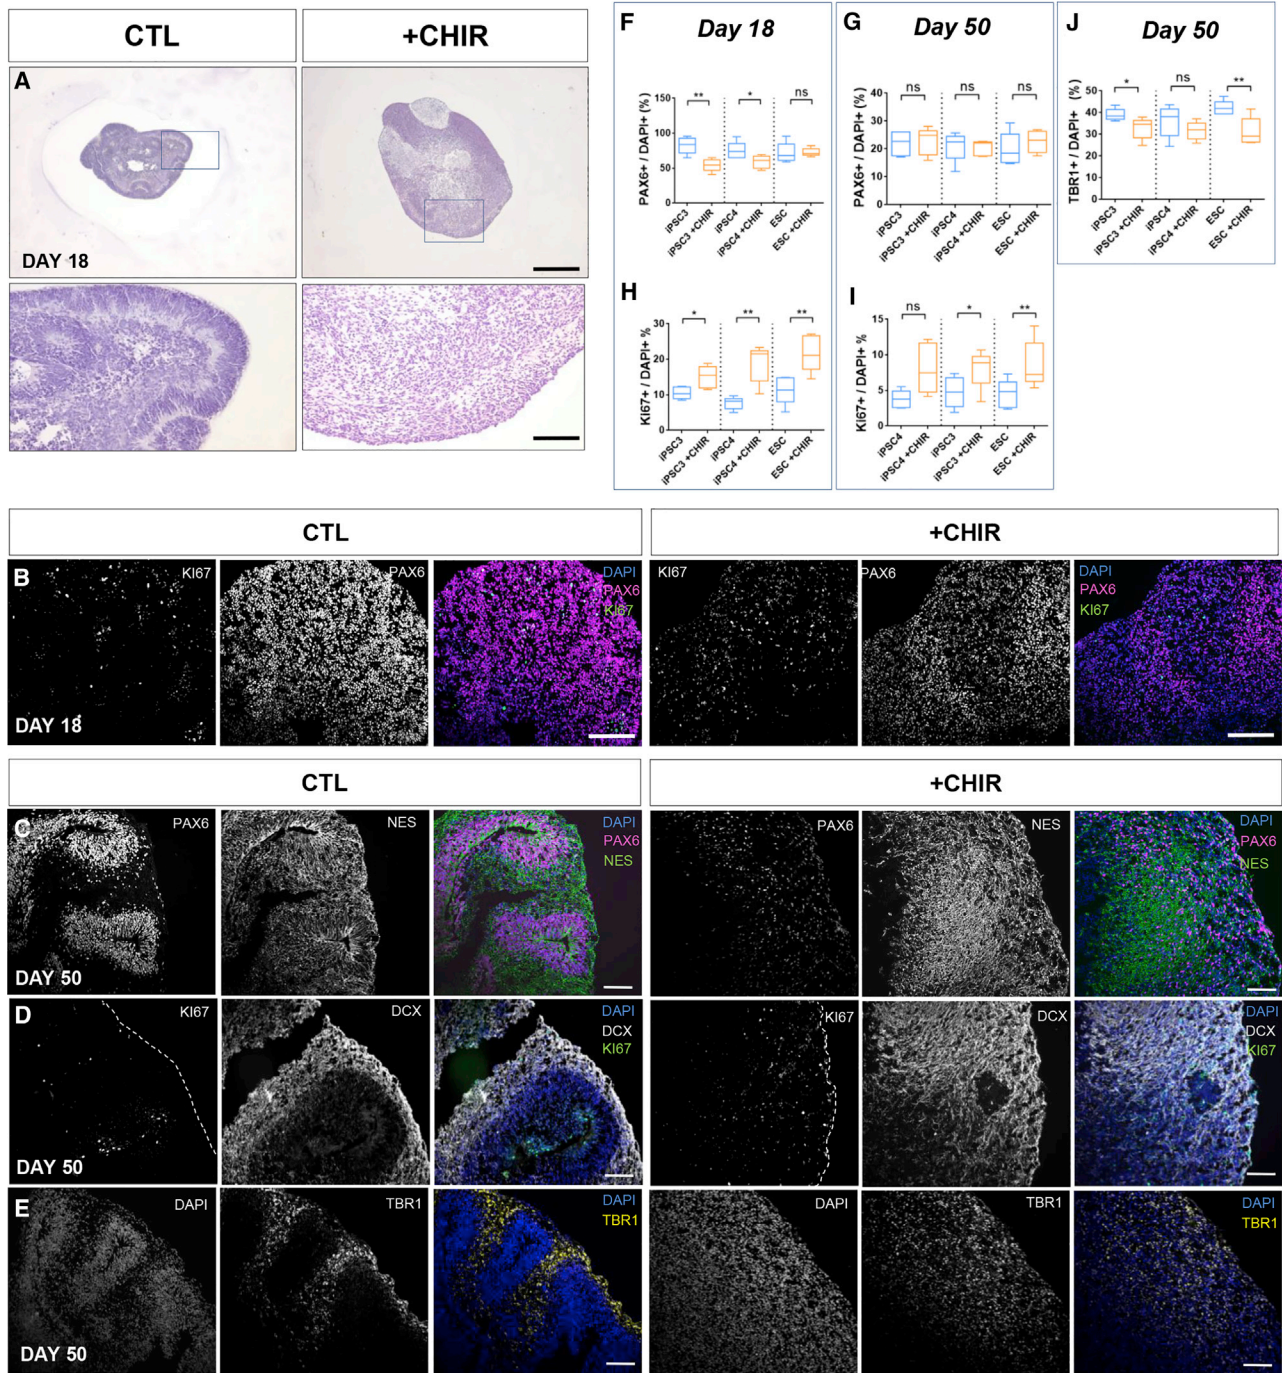 CTL
+CHIR
A
DAY 18
F
Day 18
PAX6+ / DAPI+ (%)
150
100
50
0
**
*
ns
iPSC3
iPSC3 +CHIR
iPSC4
iPSC4 +CHIR
ESC
ESC +CHIR
G
Day 50
PAX6+ / DAPI+ (%)
40
30
20
10
0
ns
ns
ns
iPSC3
iPSC3 +CHIR
iPSC4
iPSC4 +CHIR
ESC
ESC +CHIR
J
Day 50
TBR1+ / DAPI+ (%)
50
40
30
20
10
0
*
ns
**
iPSC3
iPSC3 +CHIR
iPSC4
iPSC4 +CHIR
ESC
ESC +CHIR
H
KI67+ / DAPI+ %
30
20
10
0
*
**
**
iPSC3
iPSC3 +CHIR
iPSC4
iPSC4 +CHIR
ESC
ESC +CHIR
I
KI67+ / DAPI+ %
15
10
5
0
ns
*
**
iPSC4
iPSC4 +CHIR
iPSC3
iPSC3 +CHIR
ESC
ESC +CHIR
CTL
+CHIR
B
KI67
PAX6
DAPI
PAX6
KI67
KI67
PAX6
DAPI
PAX6
KI67
DAY 18
CTL
+CHIR
C
PAX6
NES
DAPI
PAX6
NES
PAX6
NES
DAPI
PAX6
NES
DAY 50
D
KI67
DCX
DAPI
DCX
KI67
KI67
DCX
DAPI
DCX
KI67
DAY 50
E
DAPI
TBR1
DAPI
TBR1
DAPI
TBR1
DAPI
TBR1
DAY 50